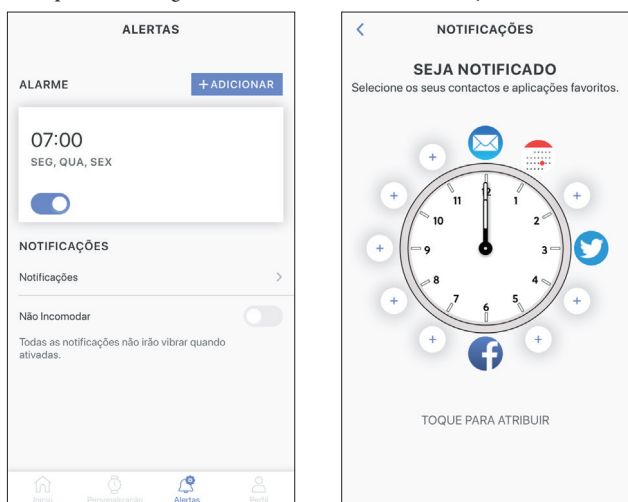 ALERTAS
ALARME
+ADICIONAR
07:00
SEG, QUA, SEX
NOTIFICAÇÕES
Notificações
Não Incomodar
Todas as notificações não irão vibrar quando
ativadas.
Personalização
Alertas
Perfil
NOTIFICAÇÕES
SEJA NOTIFICADO
Selecione os seus contactos e aplicações favoritos.
12
1
2
3
4
5
6
7
8
9
10
11
TOQUE PARA ATRIBUIR